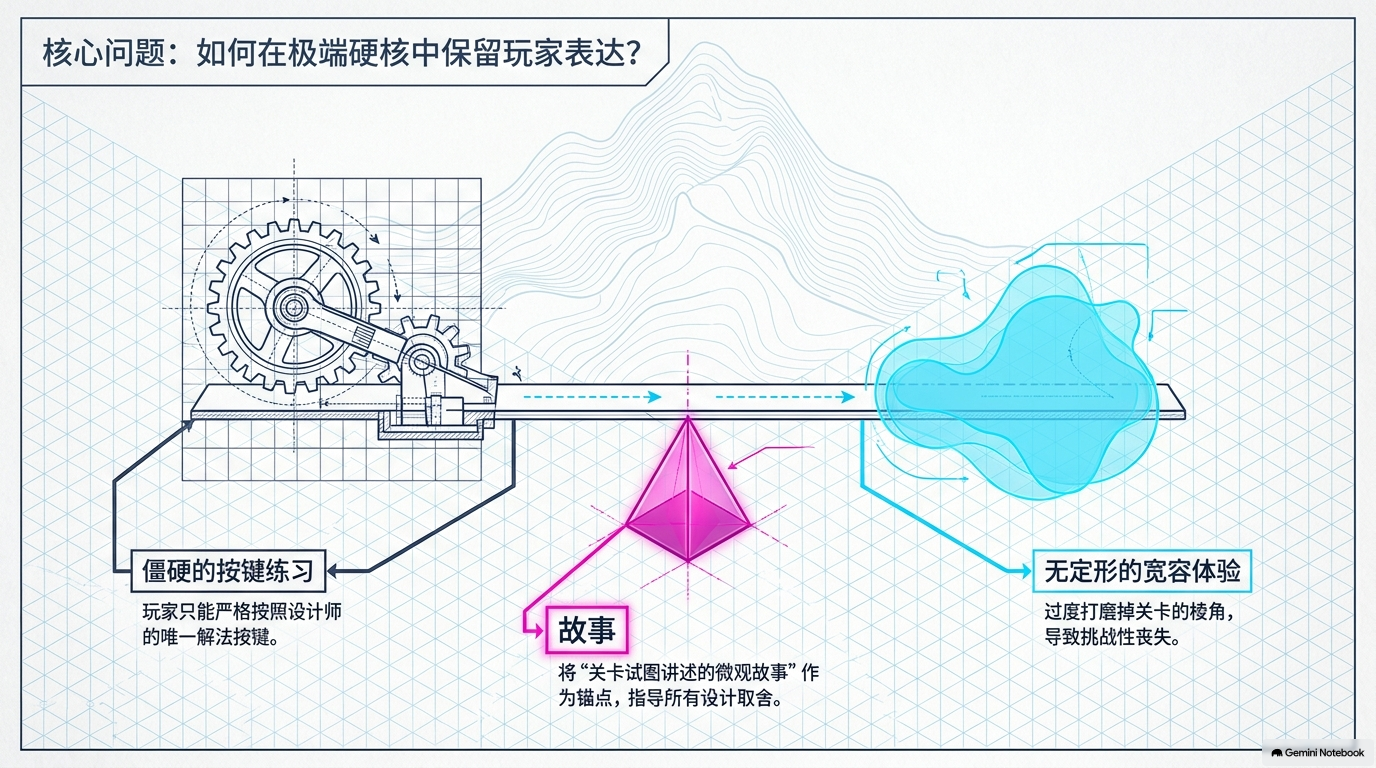 核心问题：如何在极端硬核中保留玩家表达？
僵硬的按键练习
玩家只能严格按照设计师
的唯一解法按键。
故事
将“关卡试图讲述的微观故事”作
为锚点，指导所有设计取舍。
无定形的宽容体验
过度打磨掉关卡的棱角，
导致挑战性丧失。
Gemini Notebook